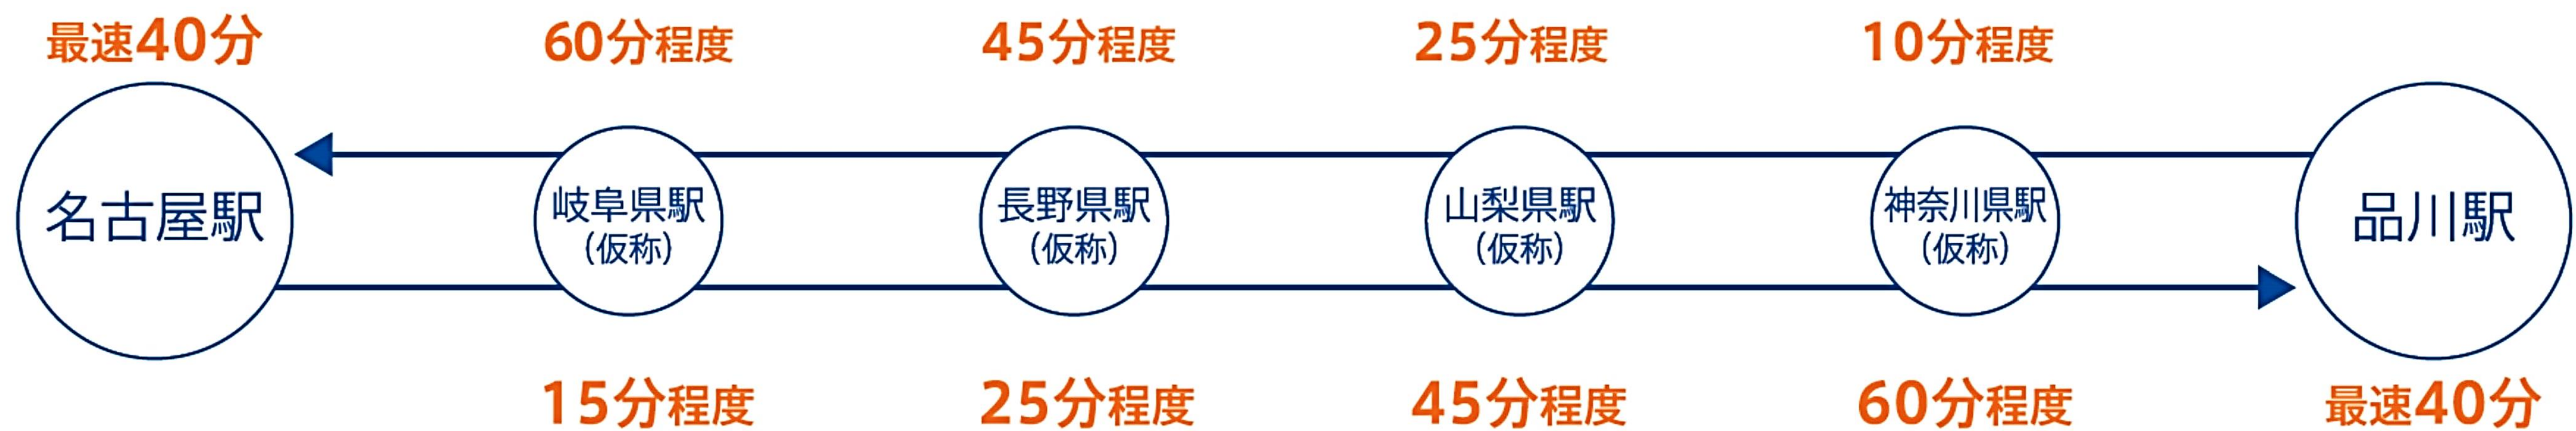 最速40分
60分程度
45分程度
25分程度
10分程度
名古屋駅
岐阜県駅
(仮称)
長野県駅
(仮称)
山梨県駅
(仮称)
神奈川県駅
(仮称)
品川駅
15分程度
25分程度
45分程度
60分程度
最速40分